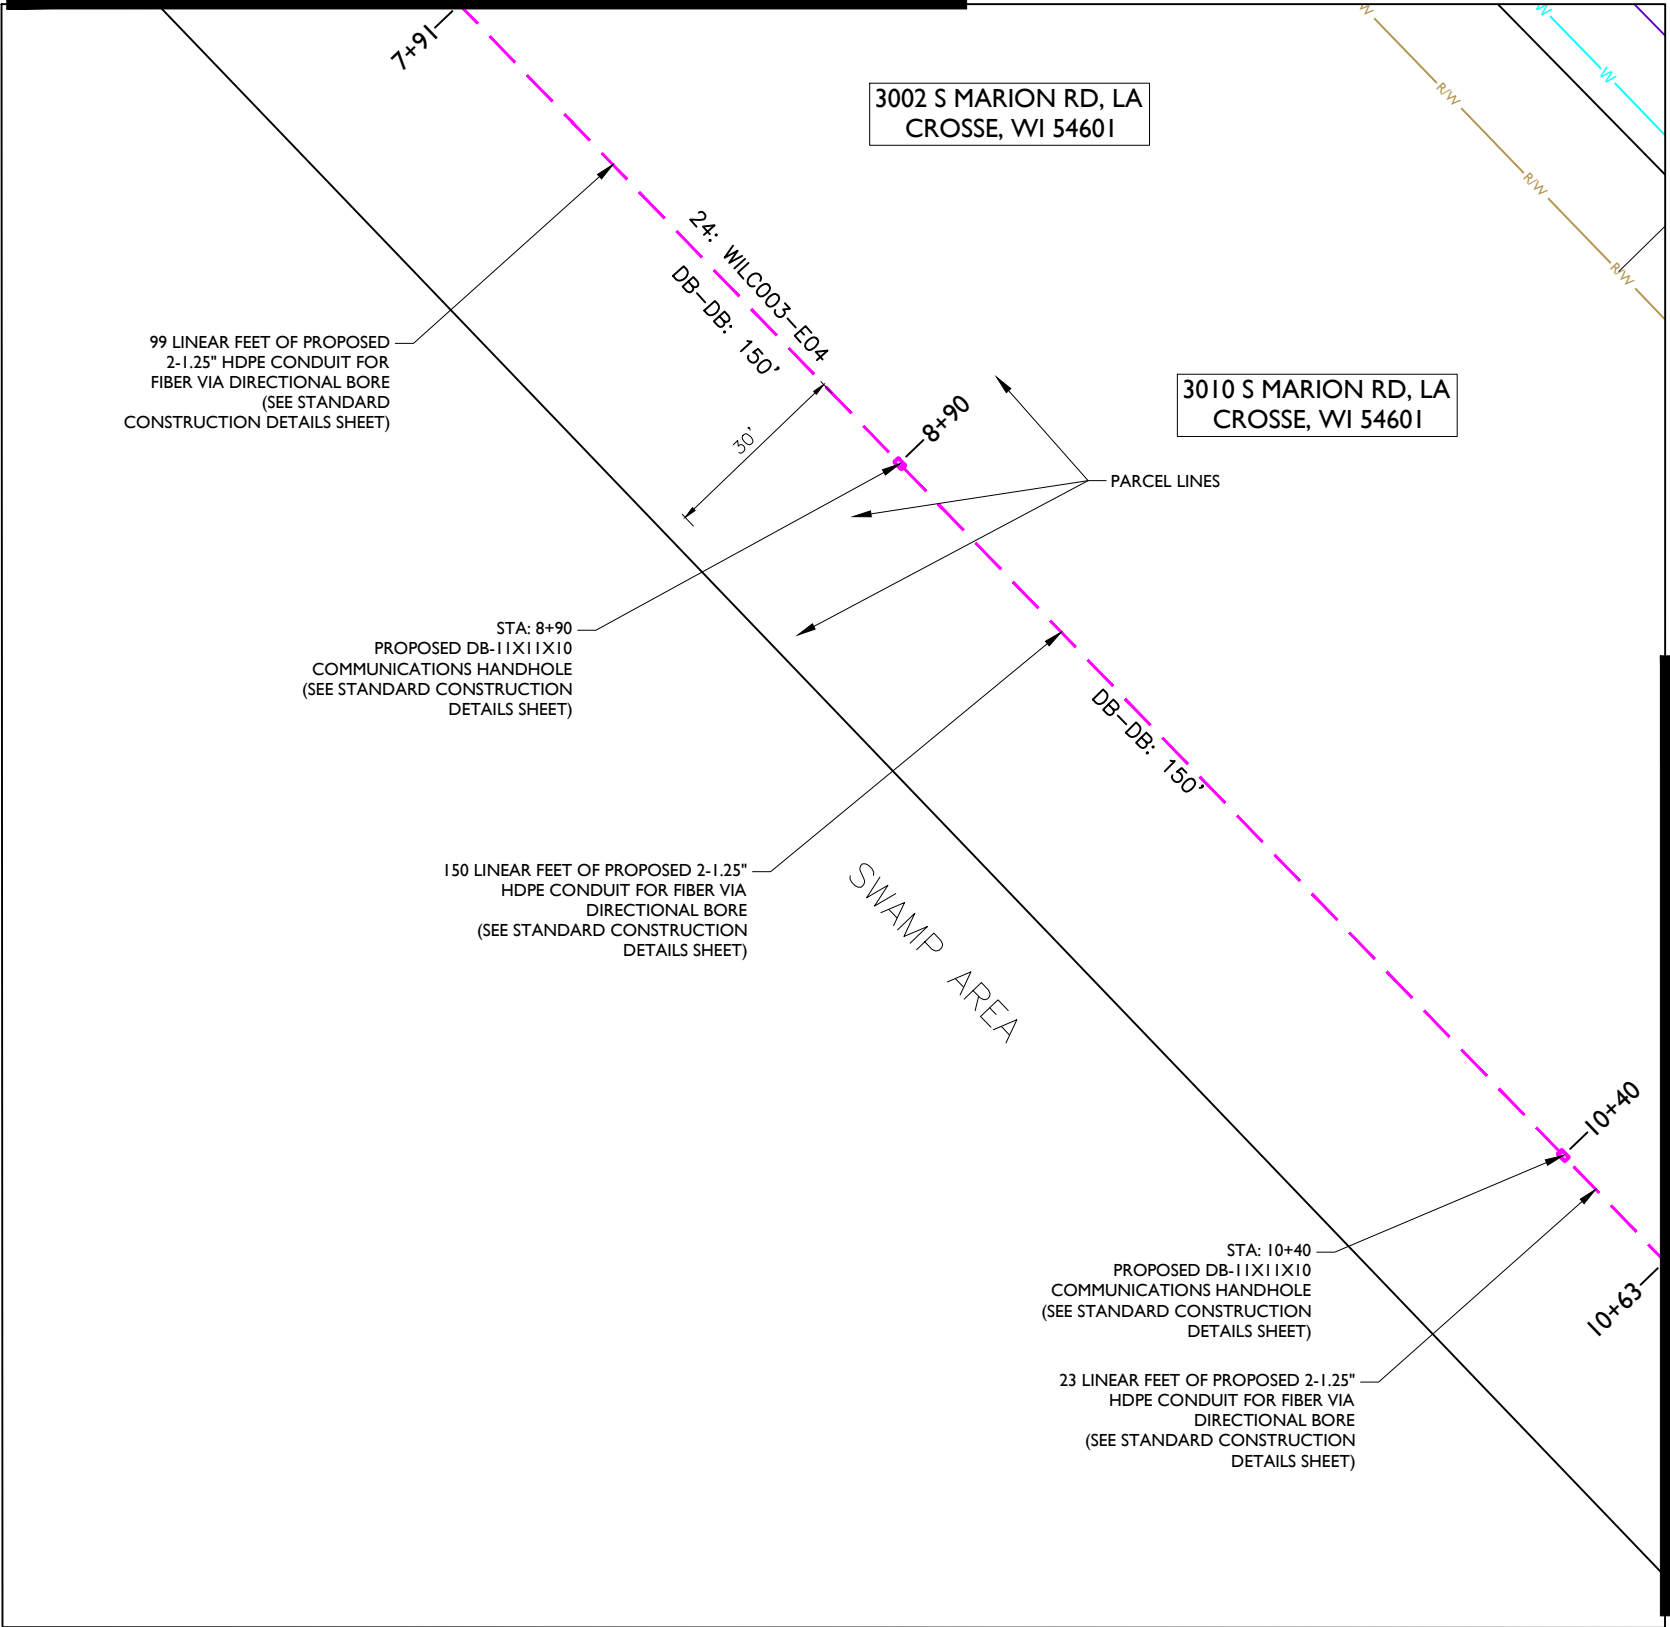 7+91
3002 S MARION RD, LA
CROSSE, WI 54601
W
W
R/W
R/W
R/W
W
24: WILC003-E04
DB-DB: 150'
99 LINEAR FEET OF PROPOSED
2-1.25" HDPE CONDUIT FOR
FIBER VIA DIRECTIONAL BORE
(SEE STANDARD
CONSTRUCTION DETAILS SHEET)
30'
8+90
3010 S MARION RD, LA
CROSSE, WI 54601
PARCEL LINES
STA: 8+90
PROPOSED DB-11X11X10
COMMUNICATIONS HANDHOLE
(SEE STANDARD CONSTRUCTION
DETAILS SHEET)
DB-DB: 150'
150 LINEAR FEET OF PROPOSED 2-1.25"
HDPE CONDUIT FOR FIBER VIA
DIRECTIONAL BORE
(SEE STANDARD CONSTRUCTION
DETAILS SHEET)
SWAMP AREA
10+40
STA: 10+40
PROPOSED DB-11X11X10
COMMUNICATIONS HANDHOLE
(SEE STANDARD CONSTRUCTION
DETAILS SHEET)
10+63
23 LINEAR FEET OF PROPOSED 2-1.25"
HDPE CONDUIT FOR FIBER VIA
DIRECTIONAL BORE
(SEE STANDARD CONSTRUCTION
DETAILS SHEET)